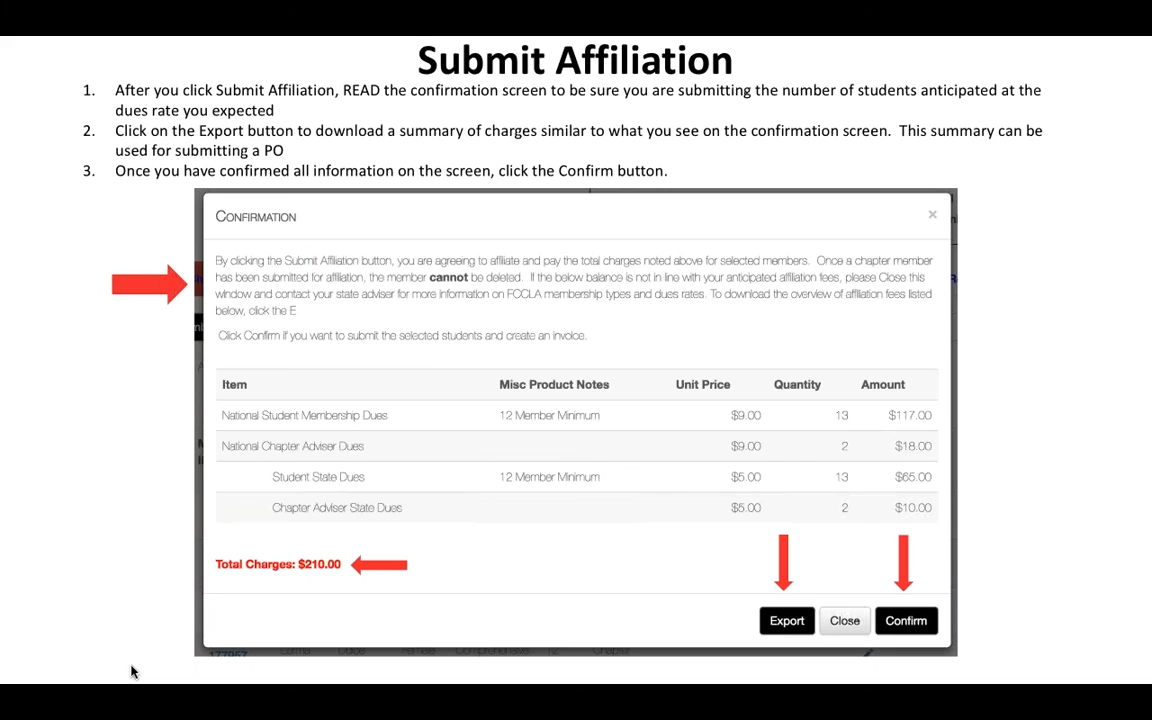 Submit Affiliation
1. After you click Submit Affiliation, READ the confirmation screen to be sure you are submitting the number of students anticipated at the
dues rate you expected
2. Click on the Export button to download a summary of charges similar to what you see on the confirmation screen. This summary can be
used for submitting a PO
3. Once you have confirmed all information on the screen, click the Confirm button.
CONFIRMATION ×
By clicking the Submit Affiliation button, you are agreeing to affiliate and pay the total charges noted above for selected members. Once a chapter member
has been submitted for affiliation, the member cannot be deleted. If the below balance is not in line with your anticipated affiliation fees, please Close this
window and contact your state adviser for more information on FCCLA membership types and dues rates. To download the overview of affiliation fees listed
below, click the E
Click Confirm if you want to submit the selected students and create an invoice.
Item Misc Product Notes Unit Price Quantity Amount
National Student Membership Dues 12 Member Minimum $9.00 13 $117.00
National Chapter Adviser Dues $9.00 2 $18.00
Student State Dues 12 Member Minimum $5.00 13 $65.00
Chapter Adviser State Dues $5.00 2 $10.00
Total Charges: $210.00
Export Close Confirm